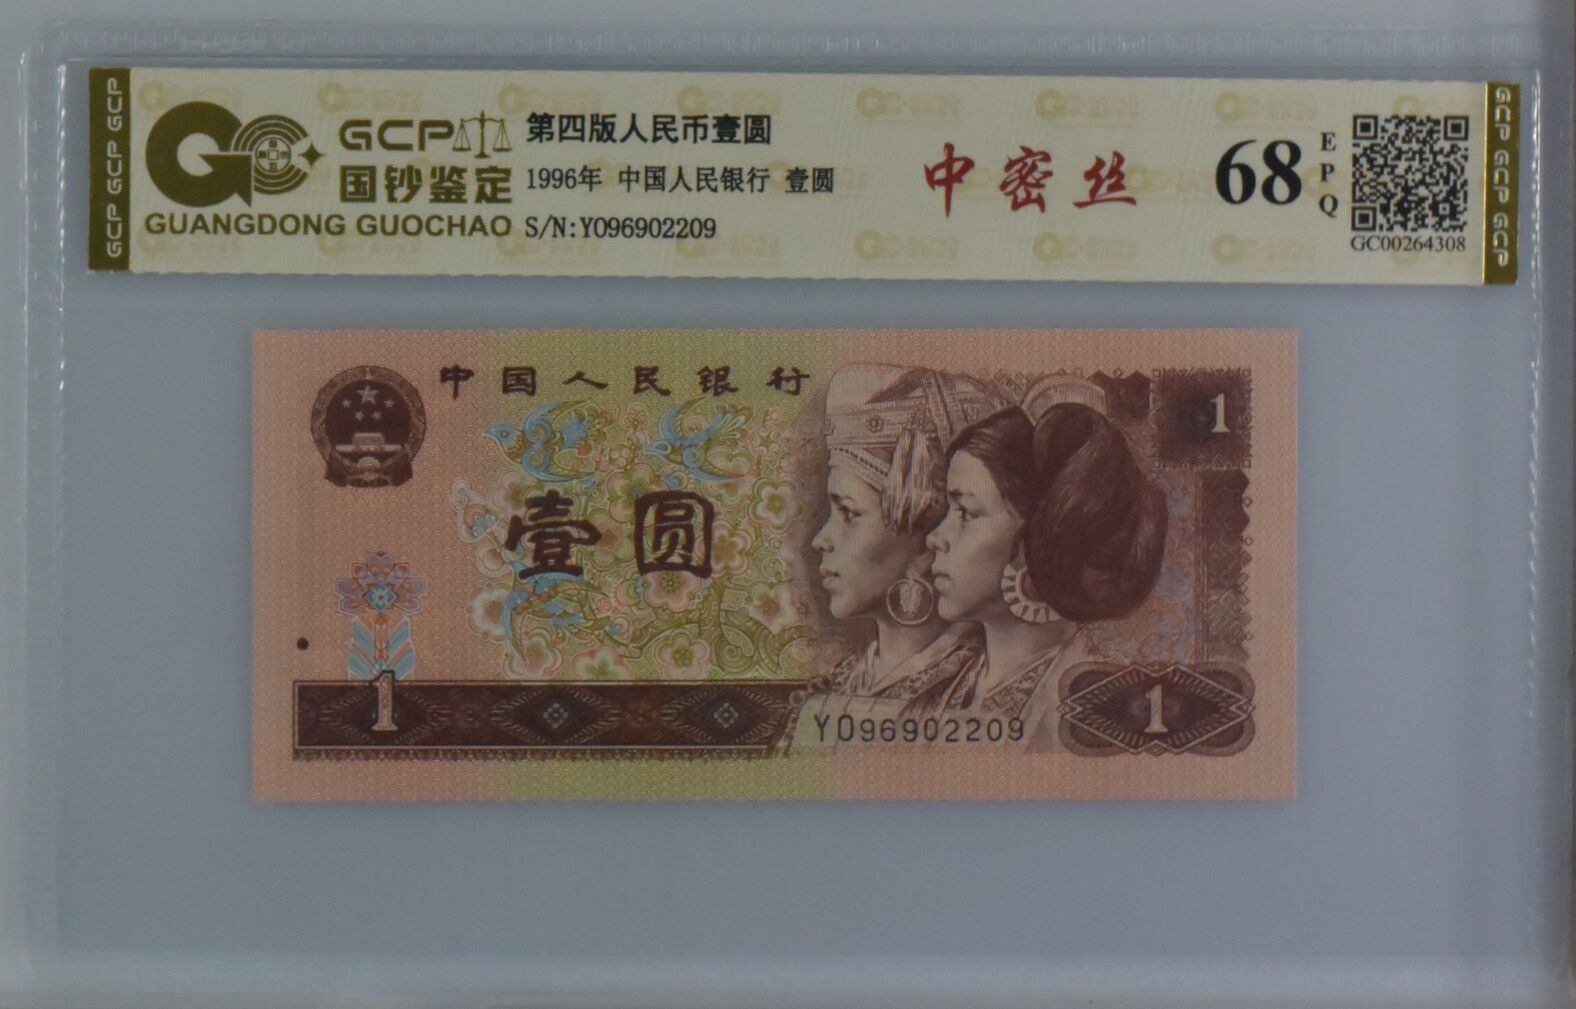 GCP
国钞鉴定
GUANGDONG GUOCHAO
第四版人民币壹圆
1996年 中国人民银行 壹圆
S/N:Y096902209
中密丝
68
EPQ
GC00264308
GCP GCP GCP
GCP GCP GCP
中国人民银行
1
壹圆
1
Y096902209
1